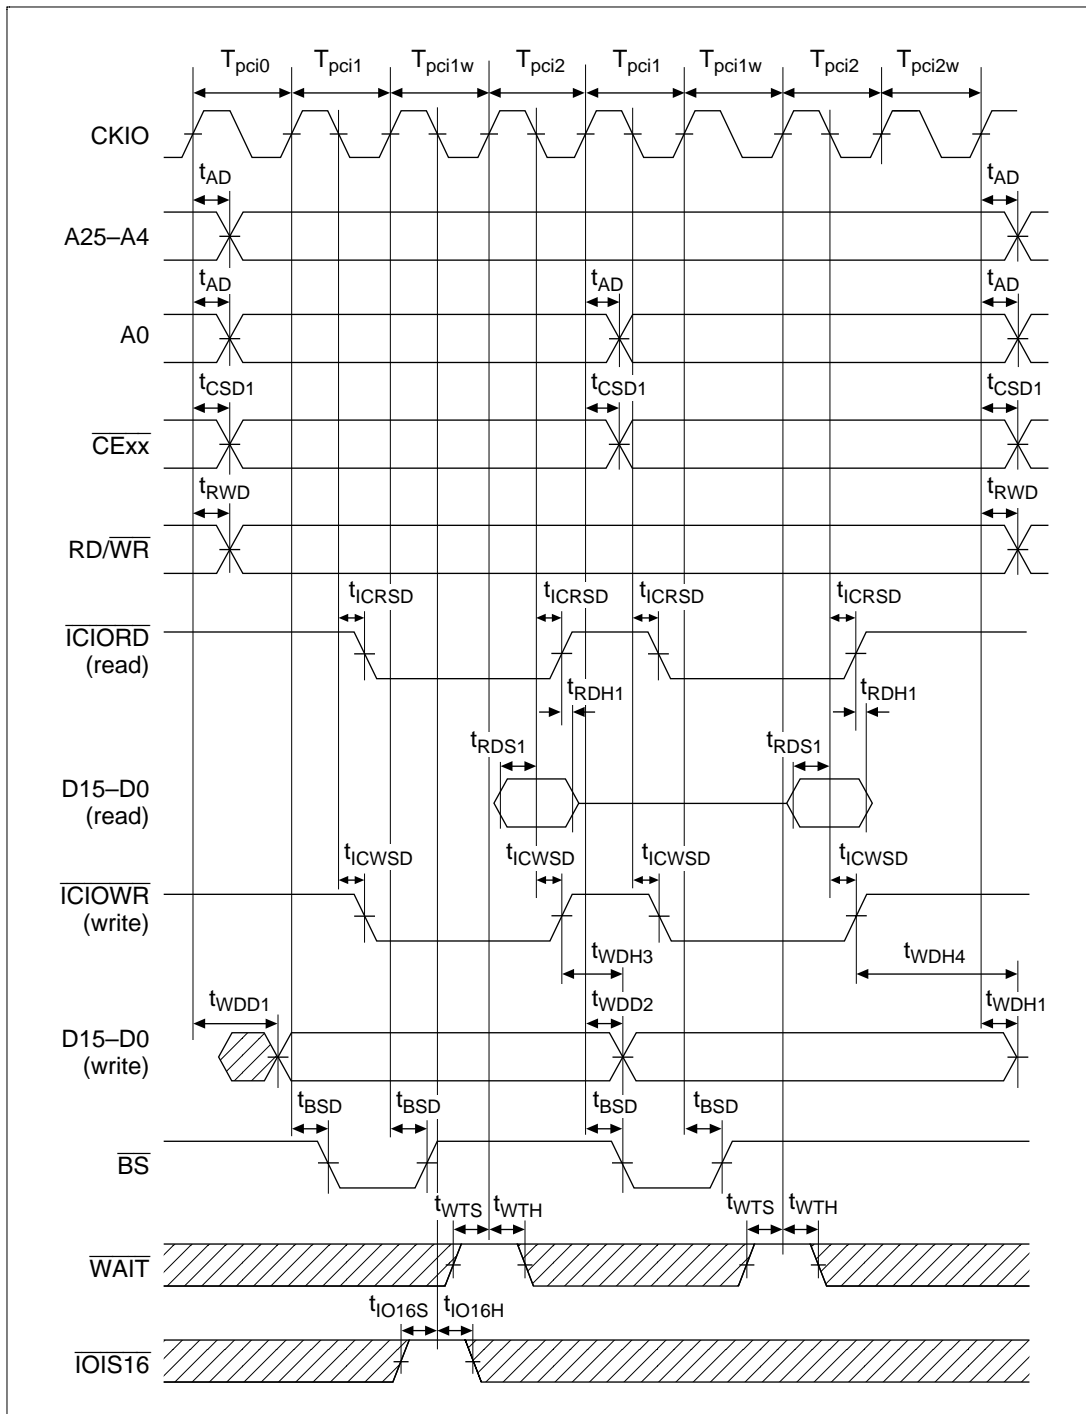 Tpci0 Tpci1 Tpci1w Tpci2 Tpci1 Tpci1w Tpci2 Tpci2w
CKIO
tAD tAD
A25–A4
tAD tAD tAD
A0
tCSD1 tCSD1 tCSD1
CExx
tRWD tRWD
RD/WR
tICRSD tICRSD tICRSD tICRSD
ICIORD
(read)
tRDH1 tRDH1
tRDS1 tRDS1
D15–D0
(read)
tICWSD tICWSD tICWSD tICWSD
ICIOWR
(write)
tWDH3 tWDH4
tWDD1 tWDD2 tWDH1
D15–D0
(write)
tBSD tBSD tBSD tBSD
BS
tWTS tWTH tWTS tWTH
WAIT
tIO16S tIO16H
IOIS16